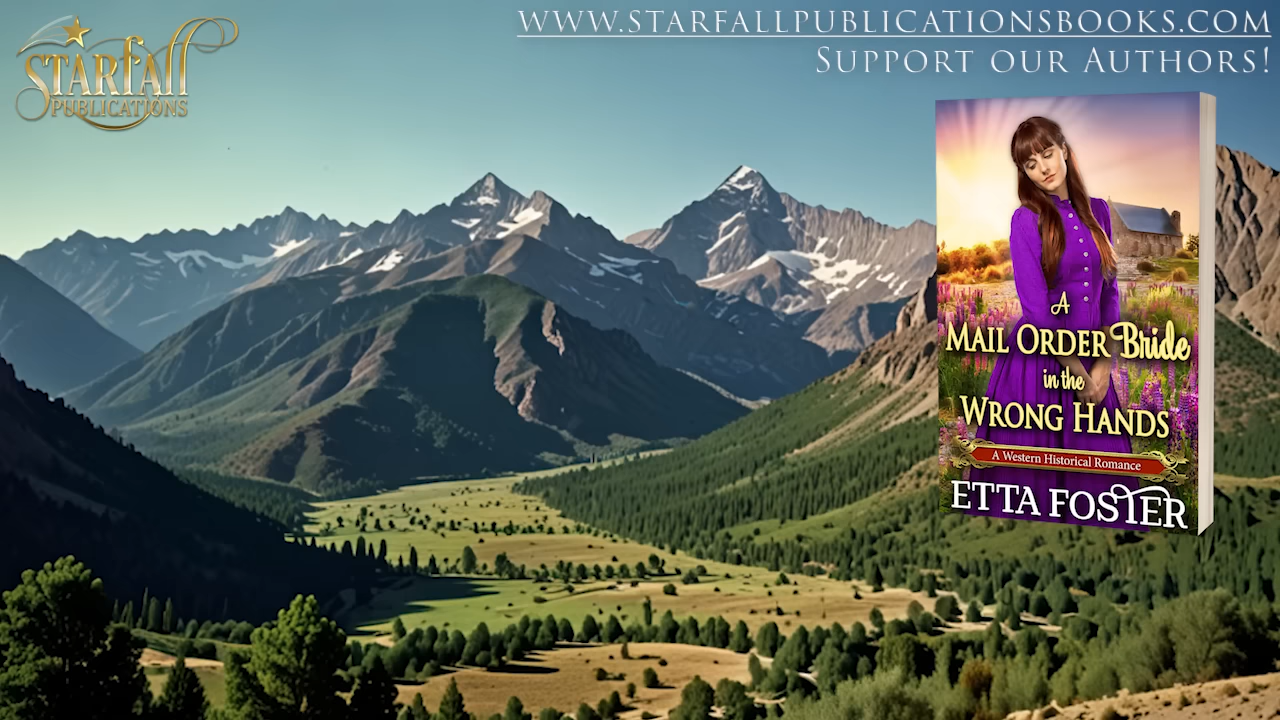 STARfall
PUBLICATIONS
WWW.STARFALLPUBLICATIONSBOOKS.COM
SUPPORT OUR AUTHORS!
A
MAIL ORDER Bride
in the
WRONG HANDS
A Western Historical Romance
ETTA FOSTER